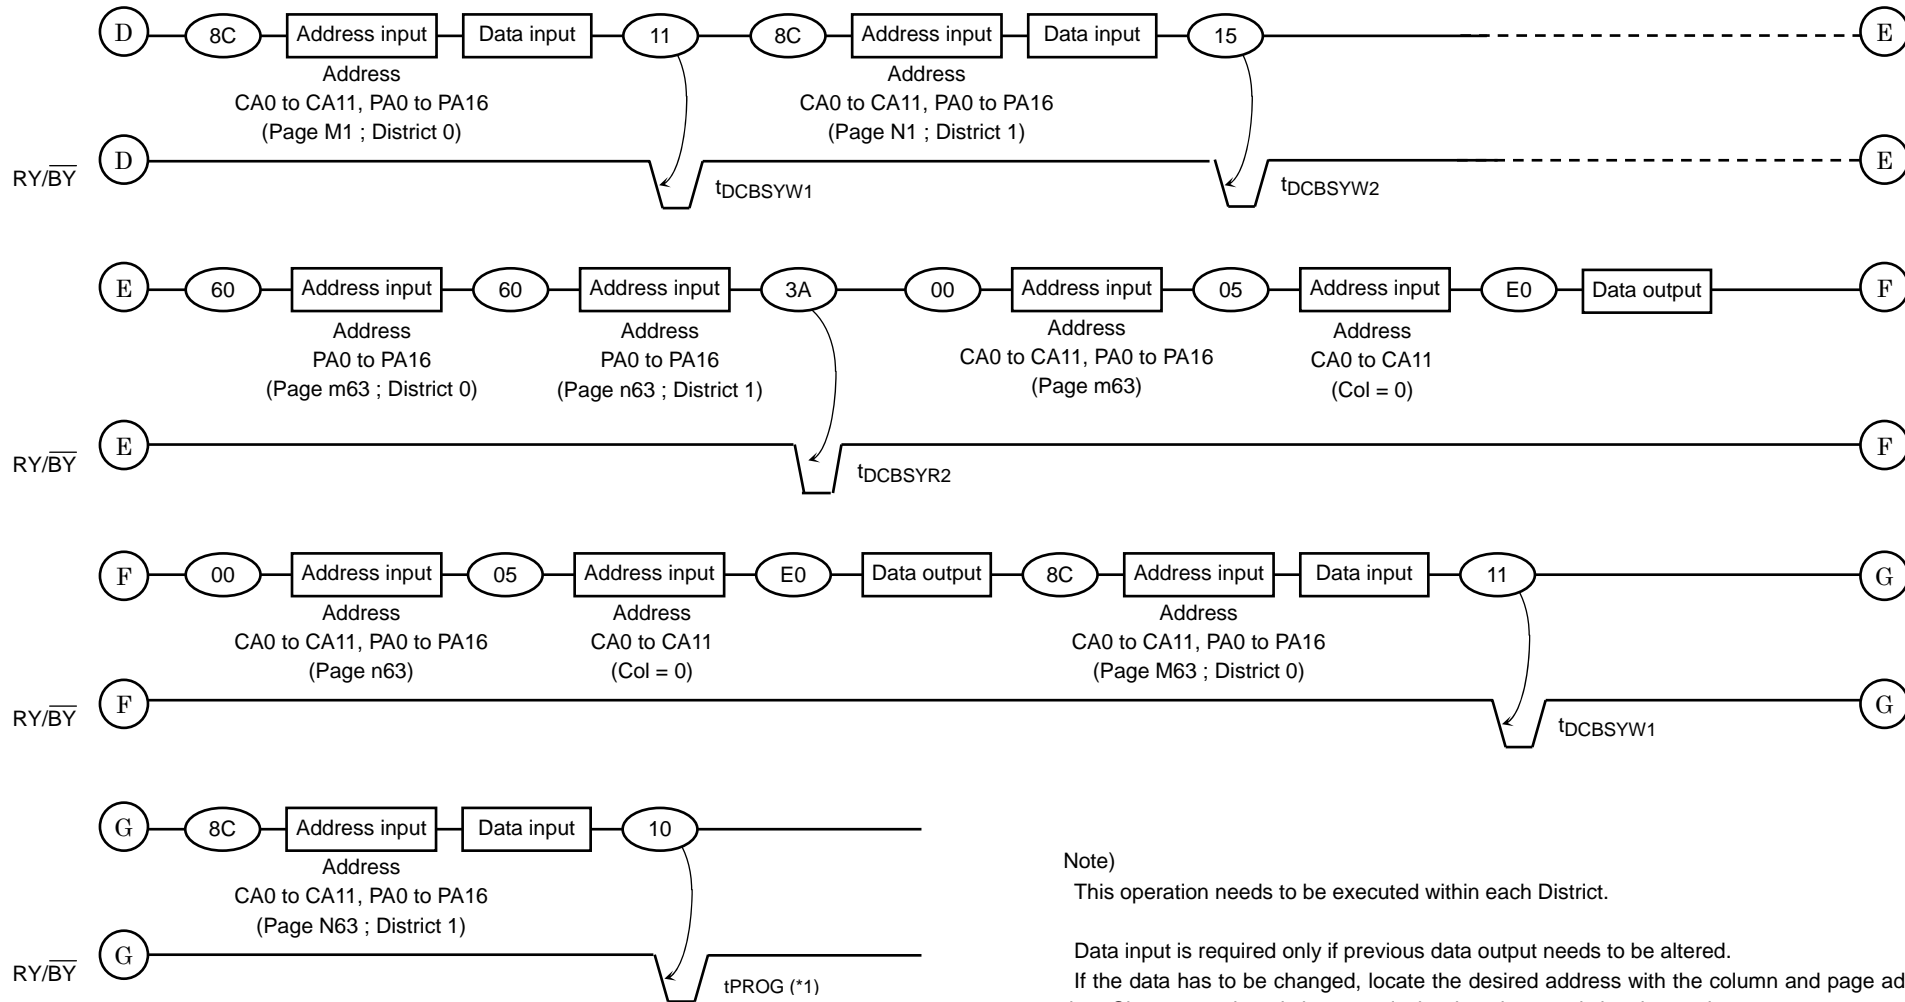 D 8C Address input Data input 11 8C Address input Data input 15 E
Address Address
CA0 to CA11, PA0 to PA16 CA0 to CA11, PA0 to PA16
(Page M1 ; District 0) (Page N1 ; District 1)
RY/BY D E
tDCBSYW1 tDCBSYW2
E 60 Address input 60 Address input 3A 00 Address input 05 Address input E0 Data output F
Address Address Address Address
PA0 to PA16 PA0 to PA16 CA0 to CA11, PA0 to PA16 CA0 to CA11
(Page m63 ; District 0) (Page n63 ; District 1) (Page m63) (Col = 0)
RY/BY E F
tDCBSYR2
F 00 Address input 05 Address input E0 Data output 8C Address input Data input 11 G
Address Address Address
CA0 to CA11, PA0 to PA16 CA0 to CA11 CA0 to CA11, PA0 to PA16
(Page n63) (Col = 0) (Page M63 ; District 0)
RY/BY F G
tDCBSYW1
G 8C Address input Data input 10
Address
CA0 to CA11, PA0 to PA16
(Page N63 ; District 1)
RY/BY G
tPROG (*1)
Note)
This operation needs to be executed within each District.
Data input is required only if previous data output needs to be altered.
If the data has to be changed, locate the desired address with the column and page ad